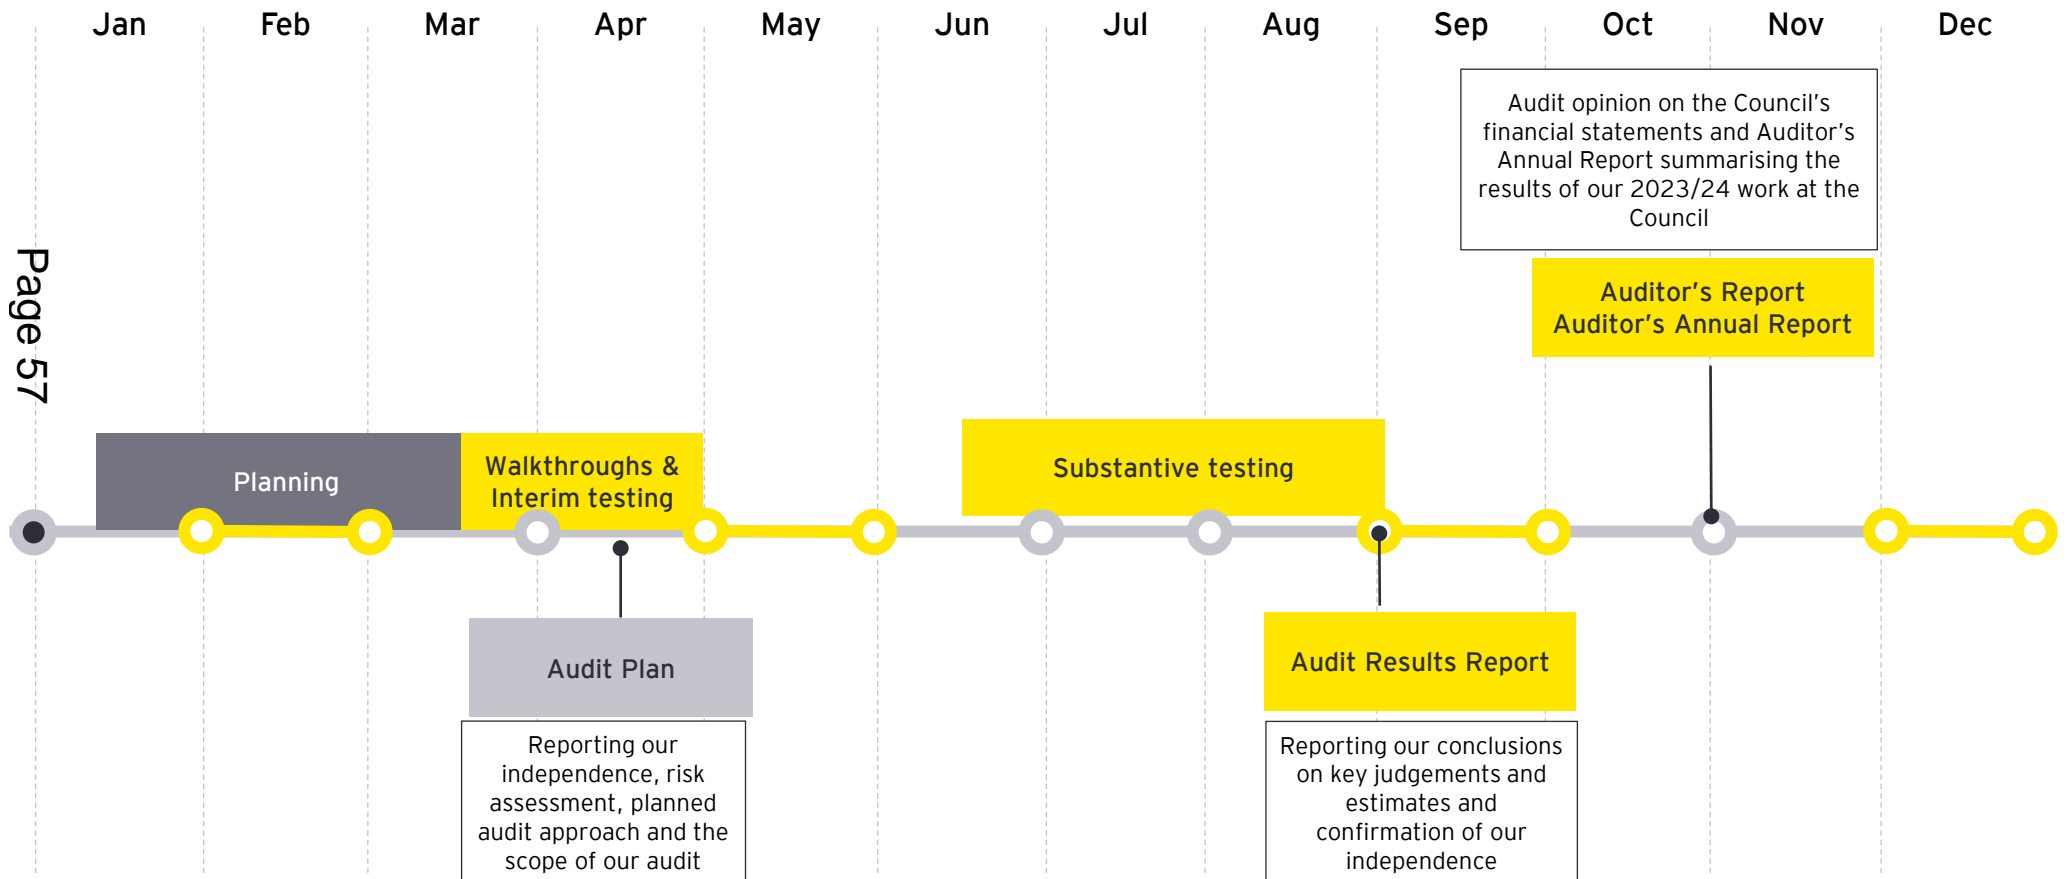 Jan Feb Mar Apr May Jun Jul Aug Sep Oct Nov Dec
Audit opinion on the Council's
financial statements and Auditor's
Annual Report summarising the
results of our 2023/24 work at the
Council
Page 57
Auditor's Report
Auditor's Annual Report
Planning
Walkthroughs &
Interim testing
Substantive testing
Audit Plan
Reporting our
independence, risk
assessment, planned
audit approach and the
scope of our audit
Audit Results Report
Reporting our conclusions
on key judgements and
estimates and
confirmation of our
independence